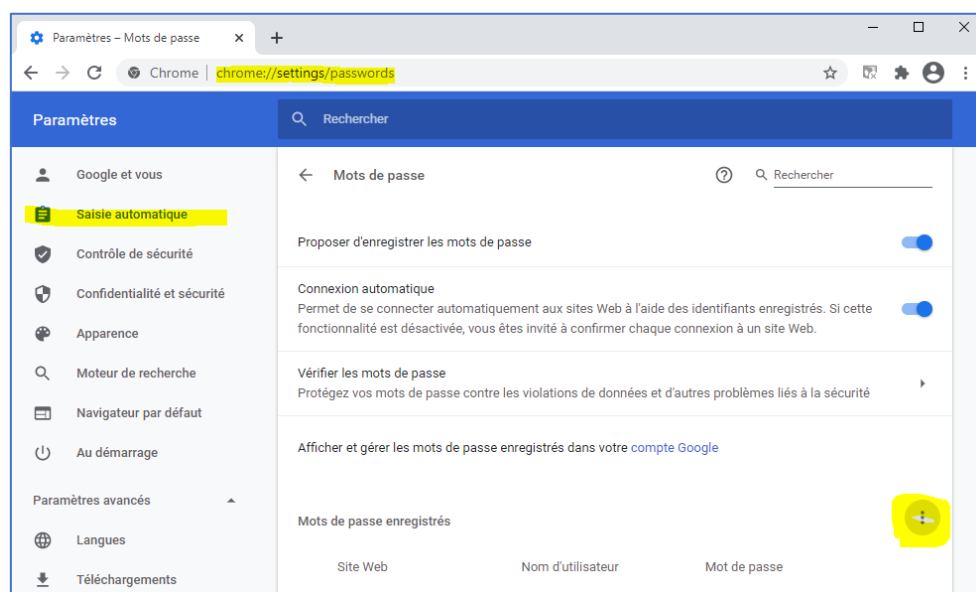 Paramètres – Mots de passe
Chrome | chrome://settings/passwords
Paramètres
Rechercher
Google et vous
Saisie automatique
Contrôle de sécurité
Confidentialité et sécurité
Apparence
Moteur de recherche
Navigateur par défaut
Au démarrage
Paramètres avancés
Langues
Téléchargements
Mots de passe
Rechercher
Proposer d'enregistrer les mots de passe
Connexion automatique
Permet de se connecter automatiquement aux sites Web à l'aide des identifiants enregistrés. Si cette
fonctionnalité est désactivée, vous êtes invité à confirmer chaque connexion à un site Web.
Vérifier les mots de passe
Protégez vos mots de passe contre les violations de données et d'autres problèmes liés à la sécurité
Afficher et gérer les mots de passe enregistrés dans votre compte Google
Mots de passe enregistrés
Site Web Nom d'utilisateur Mot de passe